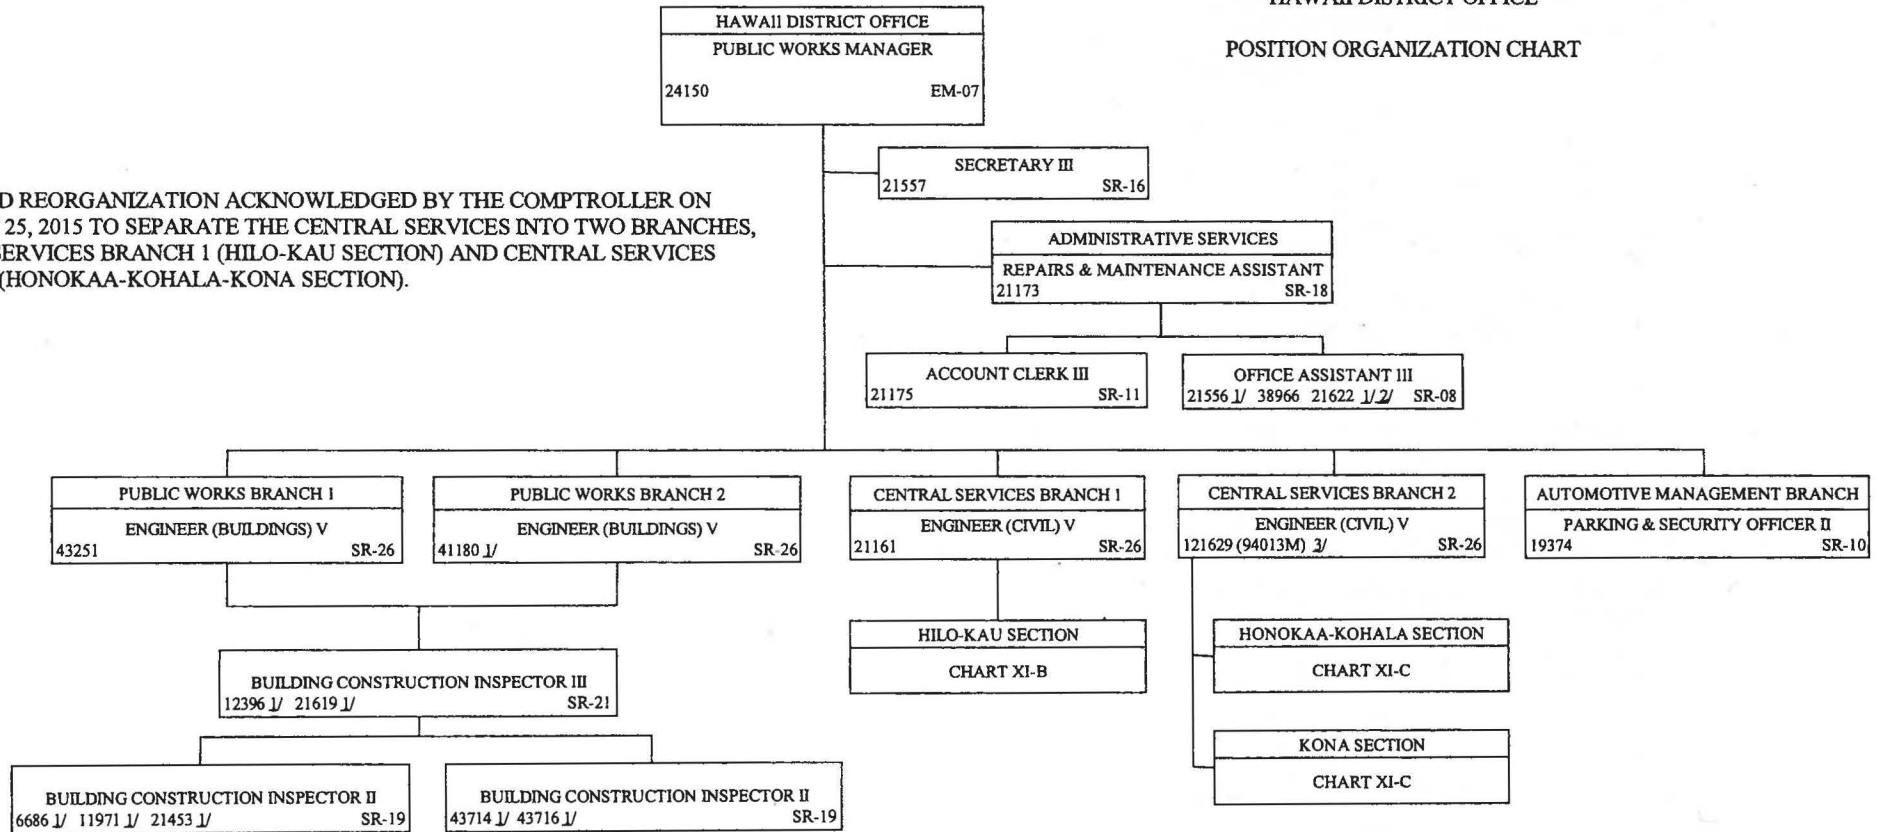 HAWAII DISTRICT OFFICE
POSITION ORGANIZATION CHART
HAWAII DISTRICT OFFICE
PUBLIC WORKS MANAGER
24150 EM-07
SECRETARY III
21557 SR-16
D REORGANIZATION ACKNOWLEDGED BY THE COMPTROLLER ON
25, 2015 TO SEPARATE THE CENTRAL SERVICES INTO TWO BRANCHES,
ERVICES BRANCH 1 (HILO-KAU SECTION) AND CENTRAL SERVICES
(HONOKAA-KOHALA-KONA SECTION).
ADMINISTRATIVE SERVICES
REPAIRS & MAINTENANCE ASSISTANT
21173 SR-18
ACCOUNT CLERK III
21175 SR-11
OFFICE ASSISTANT III
21556 1/ 38966 21622 1/ 2/ SR-08
PUBLIC WORKS BRANCH 1
ENGINEER (BUILDINGS) V
43251 SR-26
PUBLIC WORKS BRANCH 2
ENGINEER (BUILDINGS) V
41180 1/ SR-26
CENTRAL SERVICES BRANCH 1
ENGINEER (CIVIL) V
21161 SR-26
CENTRAL SERVICES BRANCH 2
ENGINEER (CIVIL) V
121629 (94013M) 3/ SR-26
AUTOMOTIVE MANAGEMENT BRANCH
PARKING & SECURITY OFFICER II
19374 SR-10
BUILDING CONSTRUCTION INSPECTOR III
12396 1/ 21619 1/ SR-21
HILO-KAU SECTION
CHART XI-B
HONOKAA-KOHALA SECTION
CHART XI-C
KONA SECTION
CHART XI-C
BUILDING CONSTRUCTION INSPECTOR II
6686 1/ 11971 1/ 21453 1/ SR-19
BUILDING CONSTRUCTION INSPECTOR II
43714 1/ 43716 1/ SR-19